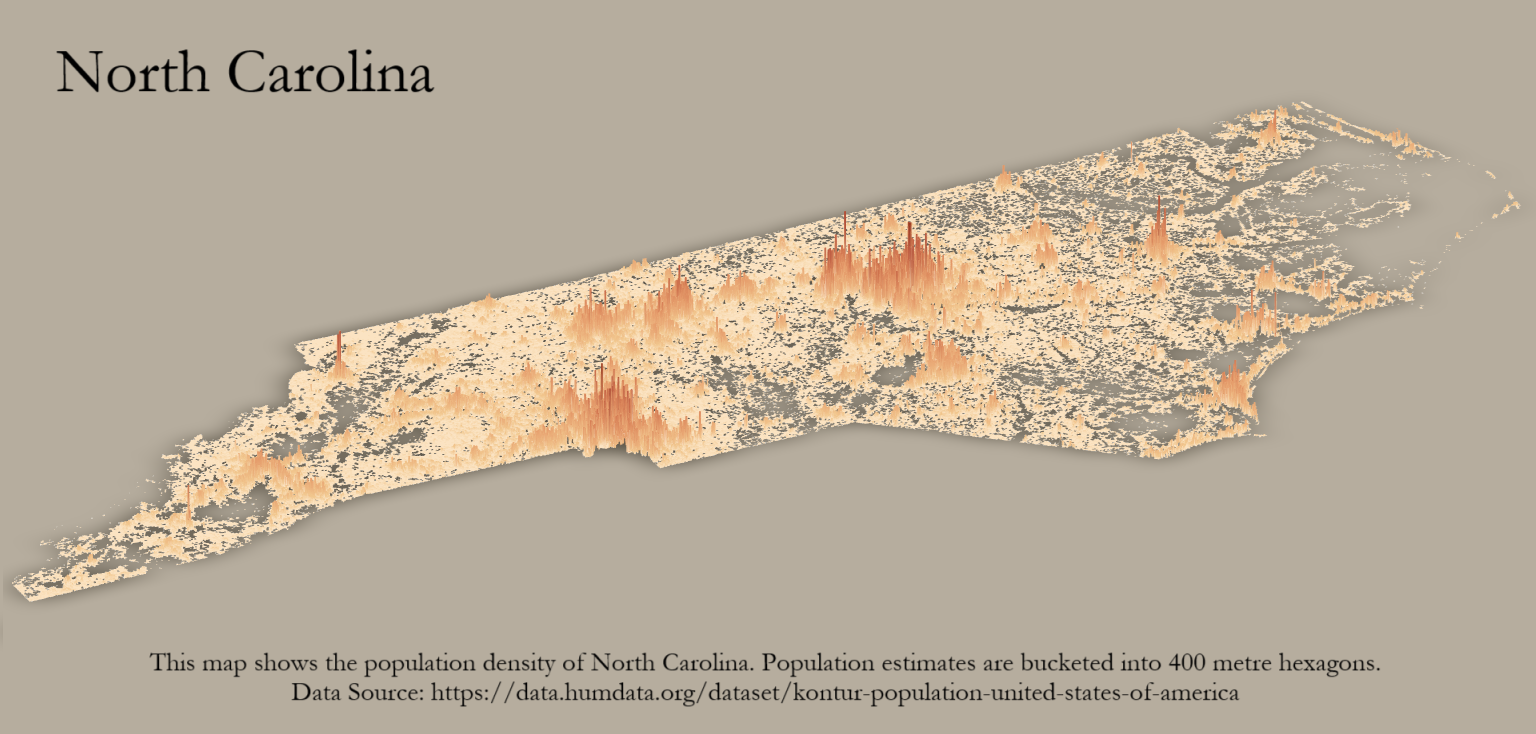 North Carolina
This map shows the population density of North Carolina. Population estimates are bucketed into 400 metre hexagons.
Data Source: https://data.humdata.org/dataset/kontur-population-united-states-of-america